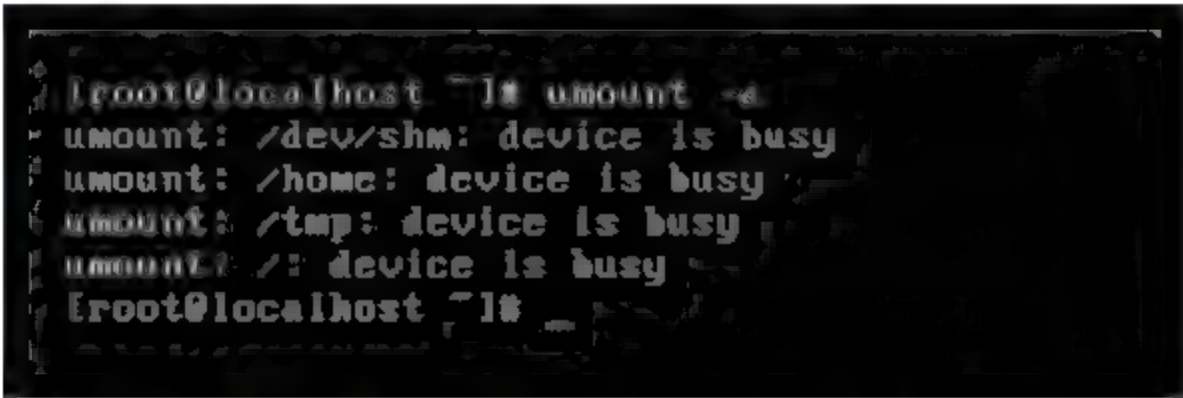 [root@localhost ~]# umount -a
umount: /dev/shm: device is busy
umount: /home: device is busy
umount: /tmp: device is busy
umount: /: device is busy
[root@localhost ~]# _